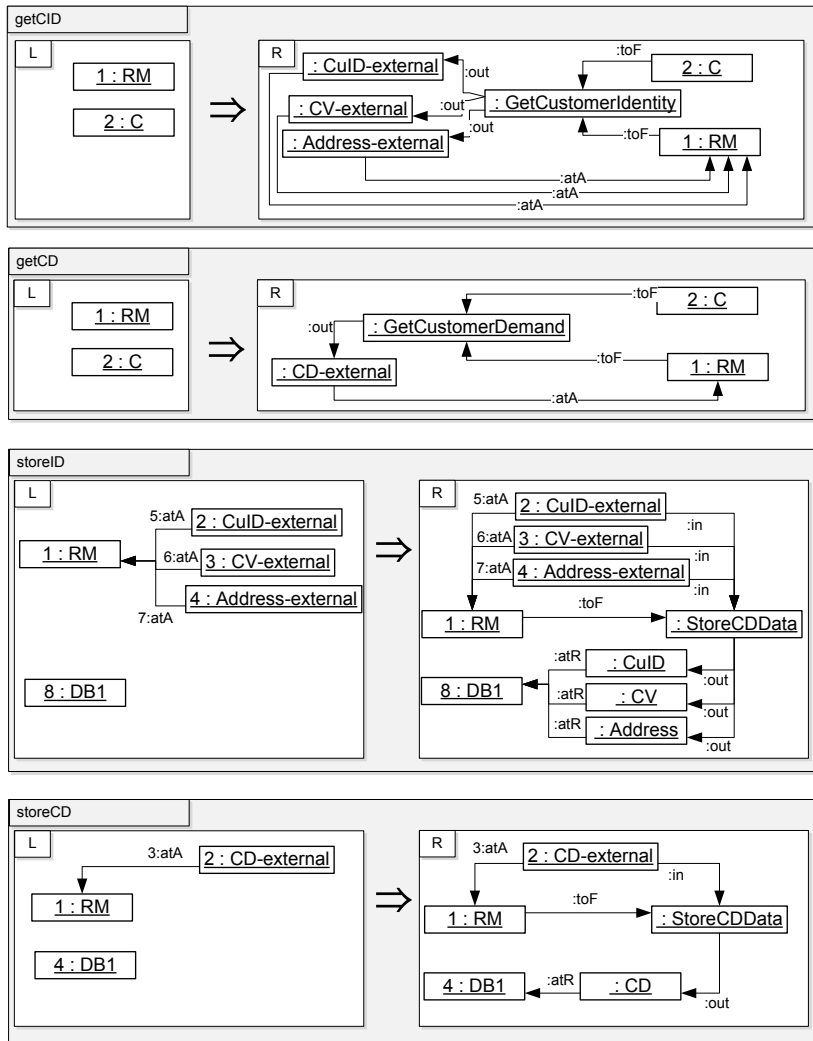 getCID
L
1 : RM
2 : C
⇒
R
: CuID-external
:out
:toF
2 : C
: CV-external
:out
: GetCustomerIdentity
: Address-external
:out
:toF
1 : RM
:atA
:atA
:atA
getCD
L
1 : RM
2 : C
⇒
R
:toF
2 : C
:out
: GetCustomerDemand
: CD-external
:toF
1 : RM
:atA
storeID
L
5:atA
2 : CuID-external
1 : RM
6:atA
3 : CV-external
4 : Address-external
7:atA
8 : DB1
⇒
R
5:atA
2 : CuID-external
:in
6:atA
3 : CV-external
:in
7:atA
4 : Address-external
:in
:toF
1 : RM
: StoreCDData
:atR
: CuID
:out
8 : DB1
:atR
: CV
:out
:atR
: Address
:out
storeCD
L
3:atA
2 : CD-external
1 : RM
4 : DB1
⇒
R
3:atA
2 : CD-external
:in
1 : RM
:toF
: StoreCDData
4 : DB1
:atR
: CD
:out